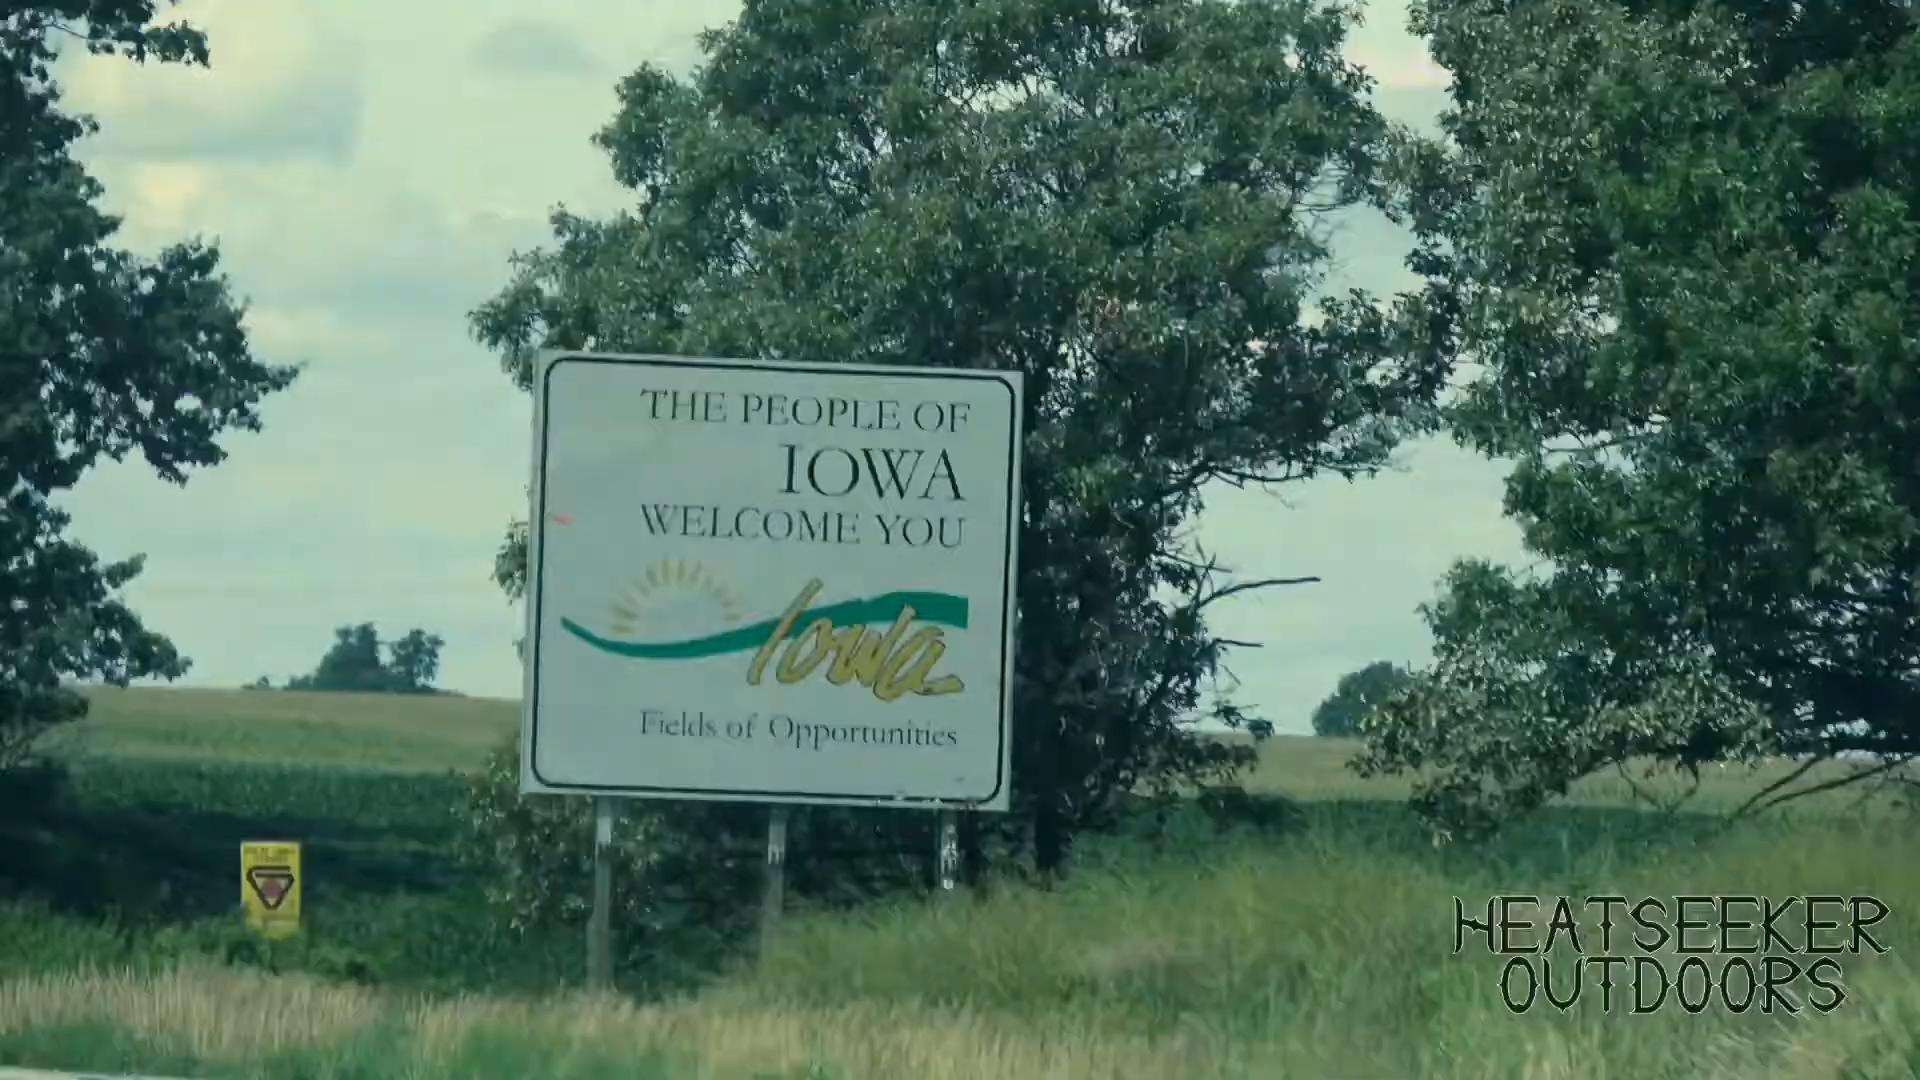 THE PEOPLE OF
IOWA
WELCOME YOU
Iowa
Fields of Opportunities
HEATSEEKER
OUTDOORS